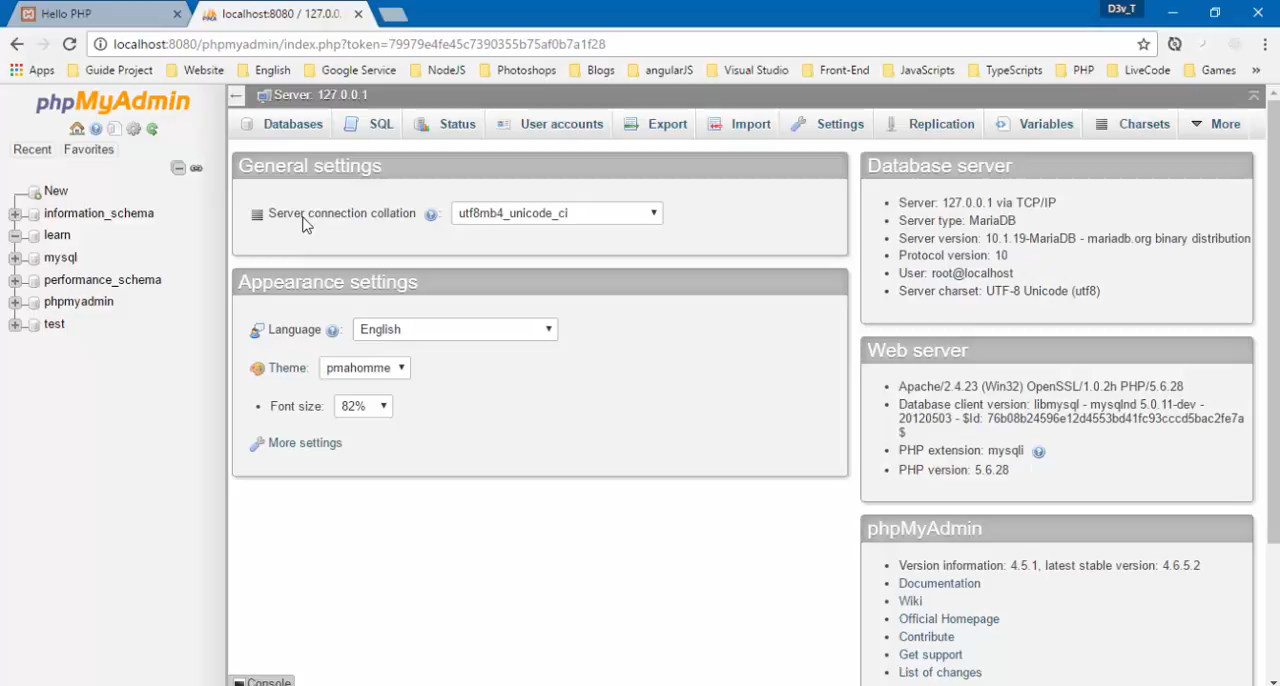 Hello PHP
localhost:8080 / 127.0.0.
D3v_T
localhost:8080/phpmyadmin/index.php?token=79979e4fe45c7390355b75af0b7a1f28
Apps Guide Project Website English Google Service NodeJS Photoshops Blogs angularJS Visual Studio Front-End JavaScripts TypeScripts PHP LiveCode Games »
phpMyAdmin
Server: 127.0.0.1
Databases SQL Status User accounts Export Import Settings Replication Variables Charsets More
Recent Favorites
New
information_schema
learn
mysql
performance_schema
phpmyadmin
test
General settings
Server connection collation : utf8mb4_unicode_ci
Appearance settings
Language : English
Theme: pmahomme
• Font size: 82%
More settings
Database server
• Server: 127.0.0.1 via TCP/IP
• Server type: MariaDB
• Server version: 10.1.19-MariaDB - mariadb.org binary distribution
• Protocol version: 10
• User: root@localhost
• Server charset: UTF-8 Unicode (utf8)
Web server
• Apache/2.4.23 (Win32) OpenSSL/1.0.2h PHP/5.6.28
• Database client version: libmysql - mysqlnd 5.0.11-dev -
20120503 - $Id: 76b08b24596e12d4553bd41fc93cccd5bac2fe7a
$
• PHP extension: mysqli
• PHP version: 5.6.28
phpMyAdmin
• Version information: 4.5.1, latest stable version: 4.6.5.2
• Documentation
• Wiki
• Official Homepage
• Contribute
• Get support
• List of changes
Console